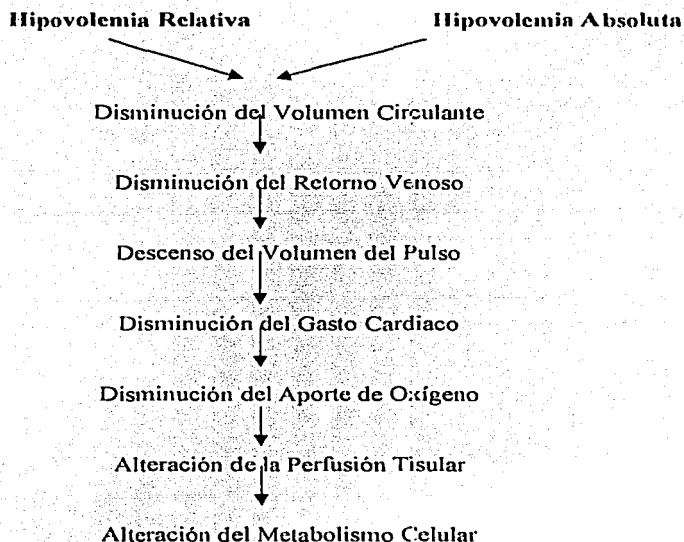 Hipovolemia Relativa Hipovolemia Absoluta
Disminución del Volumen Circulante
Disminución del Retorno Venoso
Descenso del Volumen del Pulso
Disminución del Gasto Cardiaco
Disminución del Aporte de Oxígeno
Alteración de la Perfusión Tisular
Alteración del Metabolismo Celular